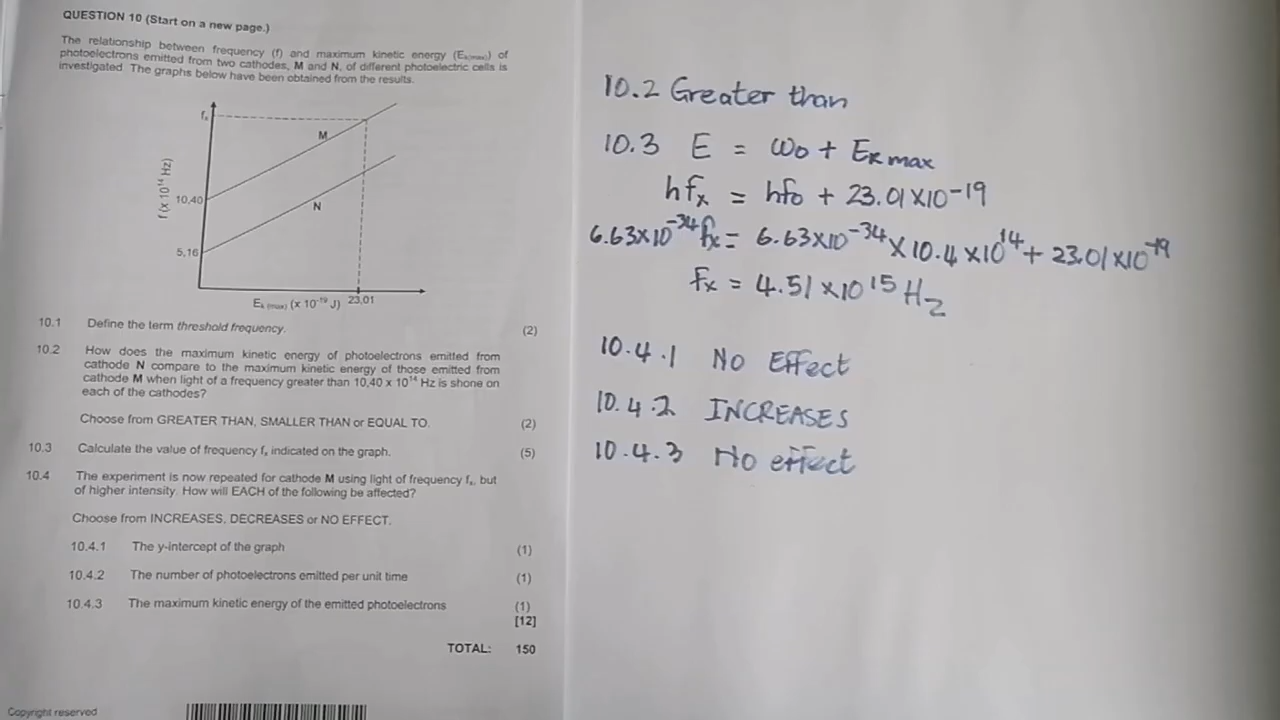 QUESTION 10 (Start on a new page.)
The relationship between frequency (f) and maximum kinetic energy (Ek(max)) of
photoelectrons emitted from two cathodes, M and N, of different photoelectric cells is
investigated. The graphs below have been obtained from the results.
fₓ
M
f (x 10¹⁴ Hz)
10,40
N
5,16
Ek (max) (x 10⁻¹⁹ J)
23,01
10.1 Define the term threshold frequency. (2)
10.2 How does the maximum kinetic energy of photoelectrons emitted from
cathode N compare to the maximum kinetic energy of those emitted from
cathode M when light of a frequency greater than 10,40 x 10¹⁴ Hz is shone on
each of the cathodes?
Choose from GREATER THAN, SMALLER THAN or EQUAL TO. (2)
10.3 Calculate the value of frequency fₓ indicated on the graph. (5)
10.4 The experiment is now repeated for cathode M using light of frequency fₓ, but
of higher intensity. How will EACH of the following be affected?
Choose from INCREASES, DECREASES or NO EFFECT.
10.4.1 The y-intercept of the graph (1)
10.4.2 The number of photoelectrons emitted per unit time (1)
10.4.3 The maximum kinetic energy of the emitted photoelectrons (1)
[12]
TOTAL: 150
Copyright reserved
10.2 Greater than
10.3 E = W₀ + Ek max
hfₓ = hf₀ + 23.01×10⁻¹⁹
6.63×10⁻³⁴fₓ = 6.63×10⁻³⁴ × 10.4×10¹⁴ + 23.01×10⁻¹⁹
fₓ = 4.51×10¹⁵ Hz
10.4.1 No Effect
10.4.2 INCREASES
10.4.3 No effect